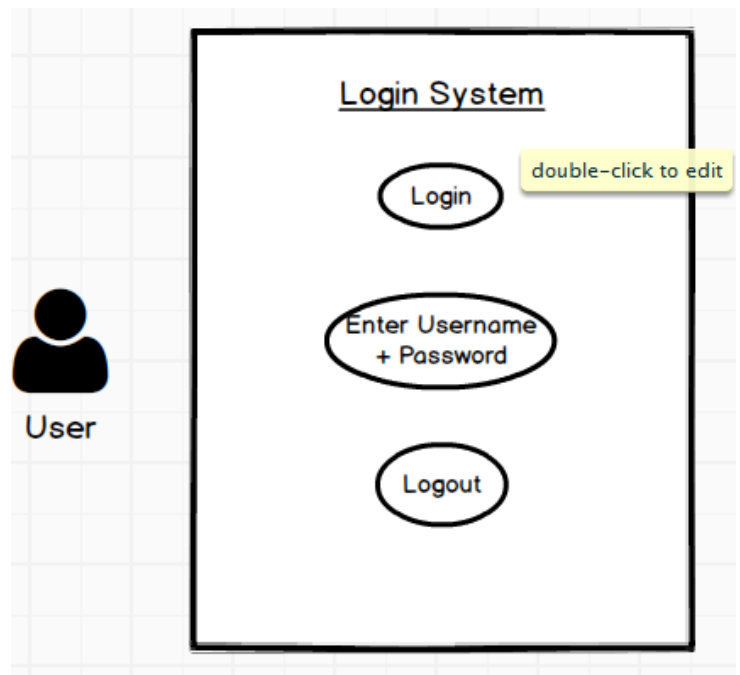 Login System
double-click to edit
Login
Enter Username
+ Password
User
Logout